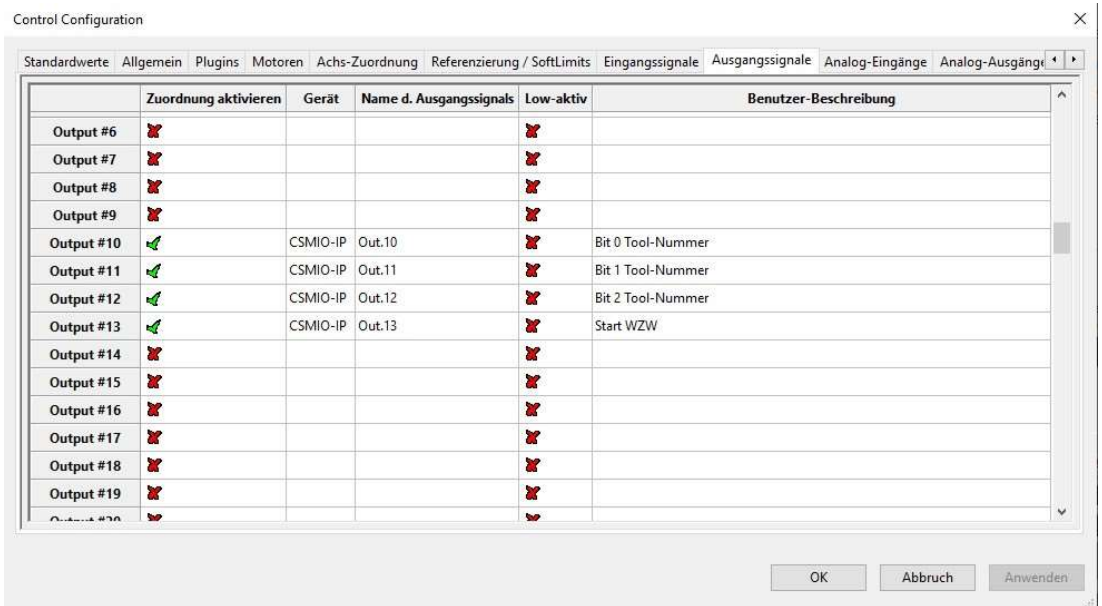 Control Configuration
Standardwerte Allgemein Plugins Motoren Achs-Zuordnung Referenzierung / SoftLimits Eingangssignale Ausgangssignale Analog-Eingänge Analog-Ausgänge
Zuordnung aktivieren Gerät Name d. Ausgangssignals Low-aktiv Benutzer-Beschreibung
Output #6
Output #7
Output #8
Output #9
Output #10 CSMIO-IP Out.10 Bit 0 Tool-Nummer
Output #11 CSMIO-IP Out.11 Bit 1 Tool-Nummer
Output #12 CSMIO-IP Out.12 Bit 2 Tool-Nummer
Output #13 CSMIO-IP Out.13 Start WZW
Output #14
Output #15
Output #16
Output #17
Output #18
Output #19
Output #20
OK Abbruch Anwenden